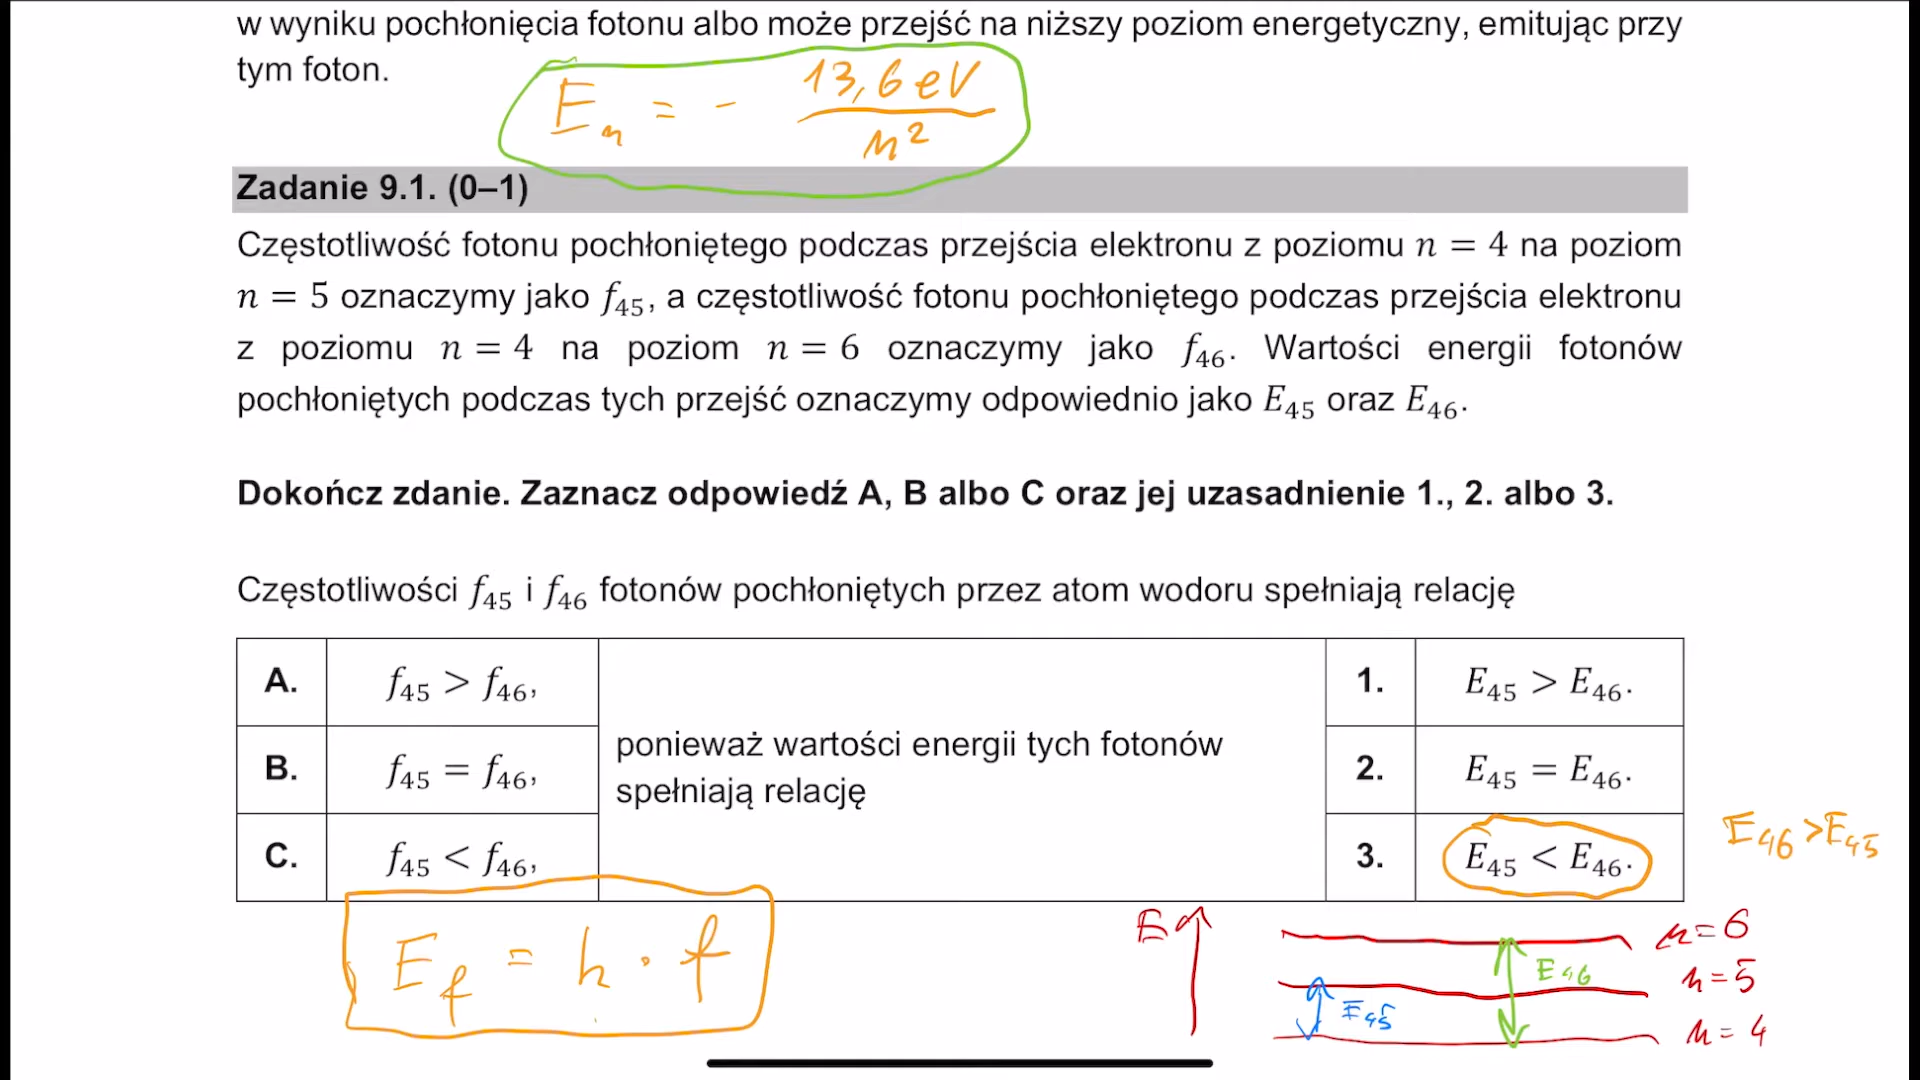 w wyniku pochłonięcia fotonu albo może przejść na niższy poziom energetyczny, emitując przy
tym foton.
E_n = - 13,6 eV / n²
Zadanie 9.1. (0–1)
Częstotliwość fotonu pochłoniętego podczas przejścia elektronu z poziomu n = 4 na poziom
n = 5 oznaczymy jako f₄₅, a częstotliwość fotonu pochłoniętego podczas przejścia elektronu
z poziomu n = 4 na poziom n = 6 oznaczymy jako f₄₆. Wartości energii fotonów
pochłoniętych podczas tych przejść oznaczymy odpowiednio jako E₄₅ oraz E₄₆.
Dokończ zdanie. Zaznacz odpowiedź A, B albo C oraz jej uzasadnienie 1., 2. albo 3.
Częstotliwości f₄₅ i f₄₆ fotonów pochłoniętych przez atom wodoru spełniają relację
A. f₄₅ > f₄₆,
B. f₄₅ = f₄₆,
C. f₄₅ < f₄₆,
ponieważ wartości energii tych fotonów
spełniają relację
1. E₄₅ > E₄₆.
2. E₄₅ = E₄₆.
3. E₄₅ < E₄₆.
E₄₆ > E₄₅
E_f = h · f
E
n = 6
E₄₆
n = 5
E₄₅
n = 4